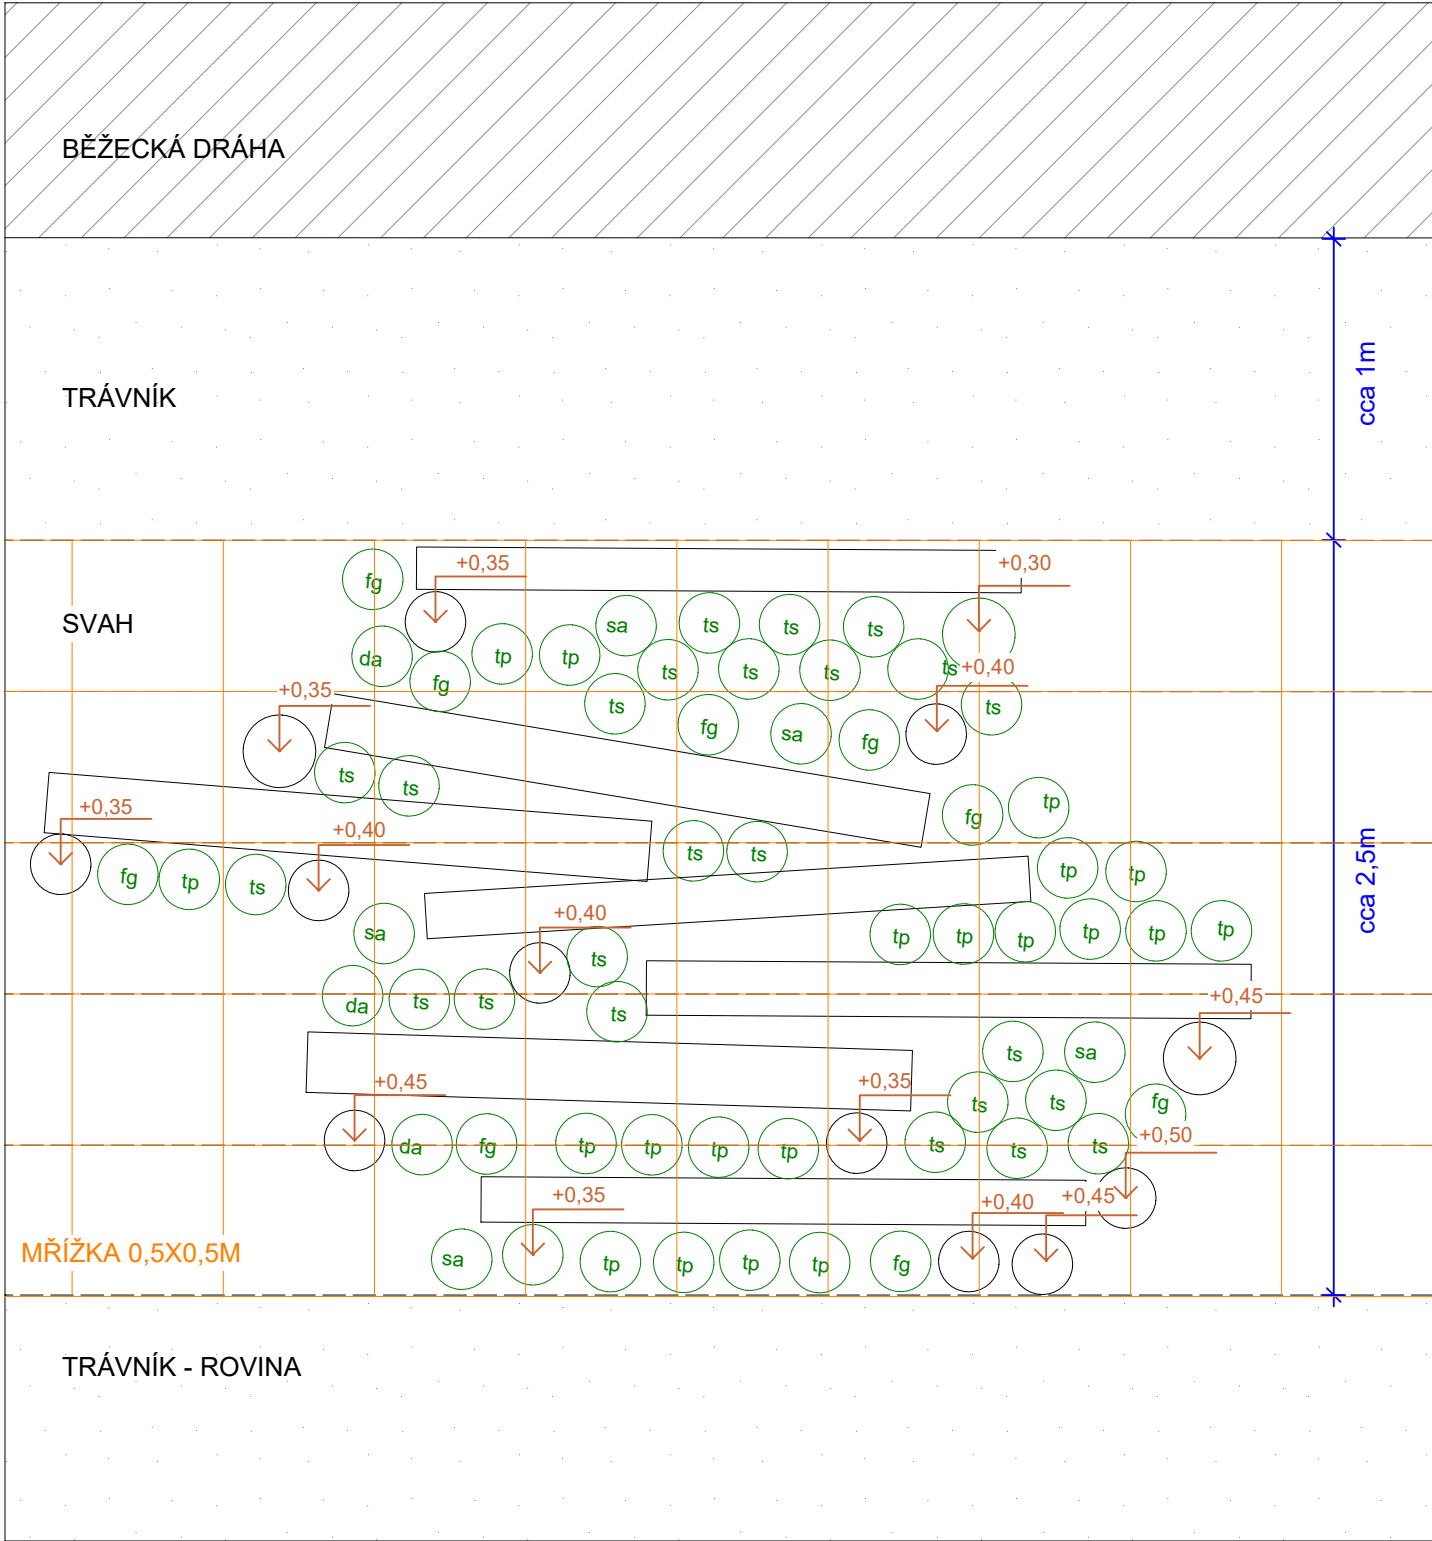 BĚŽECKÁ DRÁHA
TRÁVNÍK
cca 1m
SVAH
fg
+0,35
+0,30
sa
ts
ts
ts
da
tp
tp
ts
ts
ts
ts
+0,40
fg
+0,35
ts
ts
fg
sa
fg
ts
ts
+0,35
fg
tp
+0,40
ts
ts
tp
tp
cca 2,5m
fg
tp
ts
sa
+0,40
tp
tp
tp
tp
tp
tp
ts
da
ts
ts
ts
+0,45
ts
sa
+0,45
+0,35
ts
ts
fg
da
fg
tp
tp
tp
tp
ts
ts
ts
+0,50
+0,35
+0,40
+0,45
MŘÍŽKA 0,5X0,5M
sa
tp
tp
tp
tp
fg
TRÁVNÍK - ROVINA